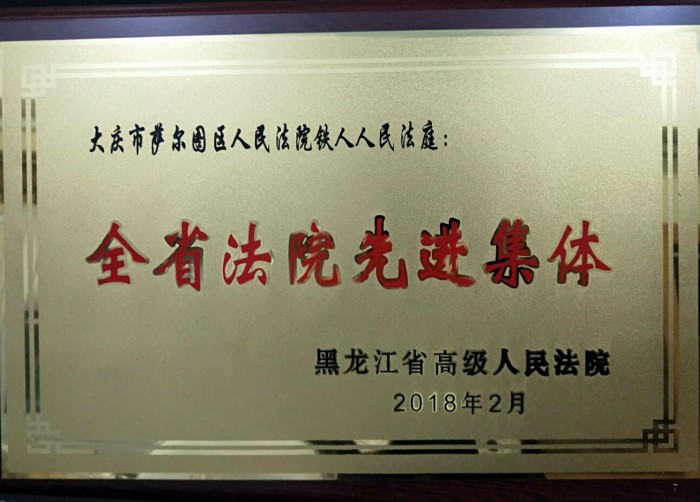 大庆市萨尔图区人民法院铁人人民法庭：
全省法院先进集体
黑龙江省高级人民法院
2018年2月